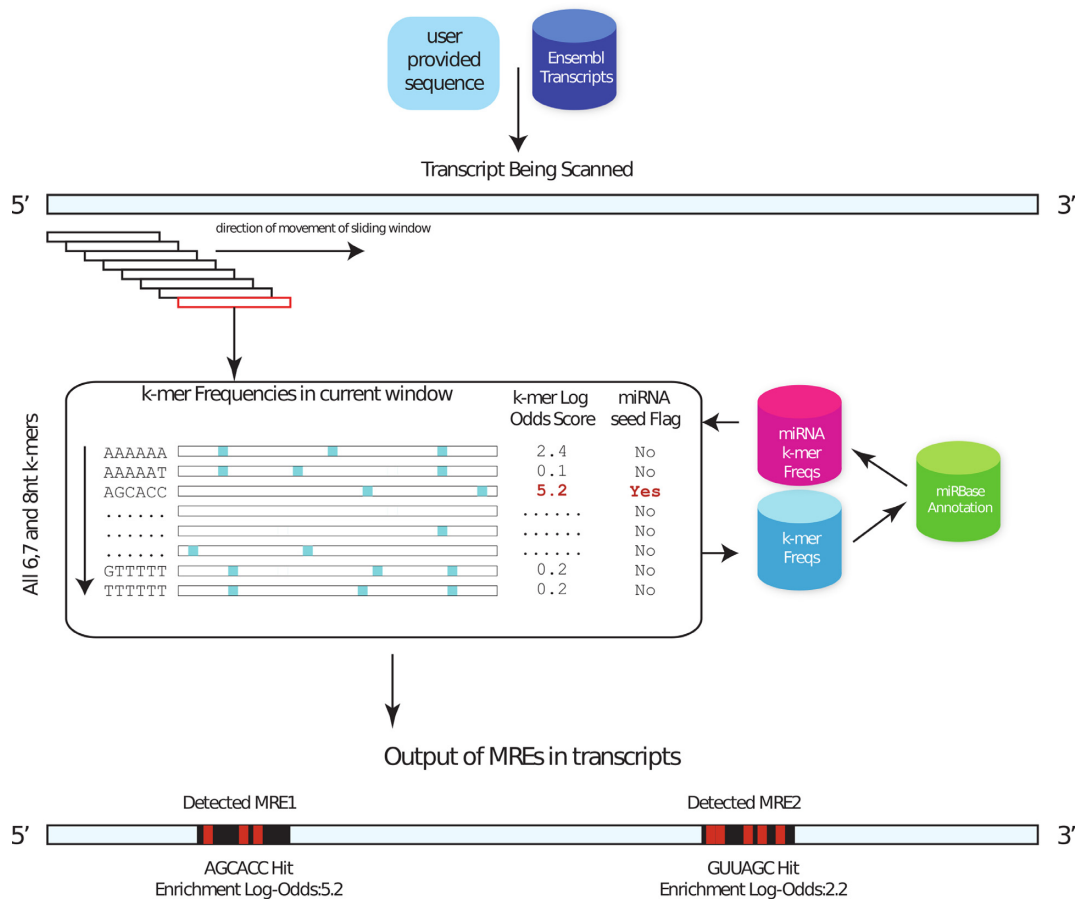 user
provided
sequence
Ensembl
Transcripts
Transcript Being Scanned
5’
3’
direction of movement of sliding window
All 6,7 and 8nt k-mers
k-mer Frequencies in current window
k-mer Log
Odds Score
miRNA
seed Flag
AAAAAA 2.4 No
AAAAAT 0.1 No
AGCACC 5.2 Yes
...... ...... No
...... ...... No
...... ...... No
GTTTTT 0.2 No
TTTTTT 0.2 No
miRNA
k-mer
Freqs
k-mer
Freqs
miRBase
Annotation
Output of MREs in transcripts
Detected MRE1
Detected MRE2
5’
3’
AGCACC Hit
Enrichment Log-Odds:5.2
GUUAGC Hit
Enrichment Log-Odds:2.2